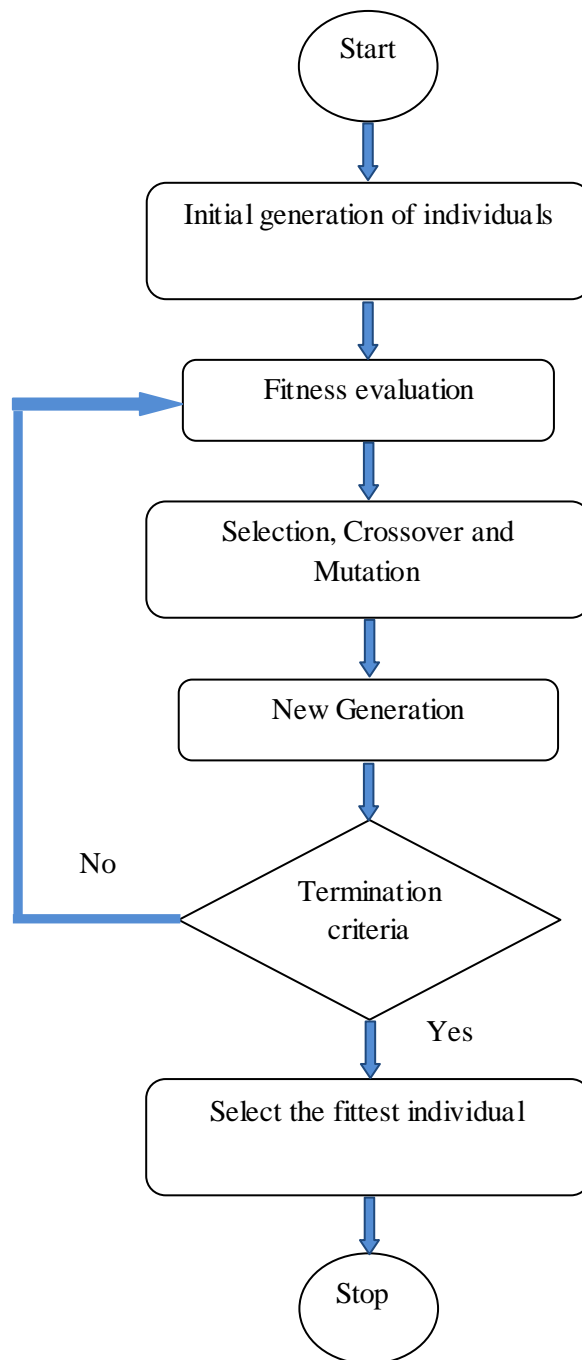 Start
Initial generation of individuals
Fitness evaluation
Selection, Crossover and
Mutation
New Generation
No
Termination
criteria
Yes
Select the fittest individual
Stop